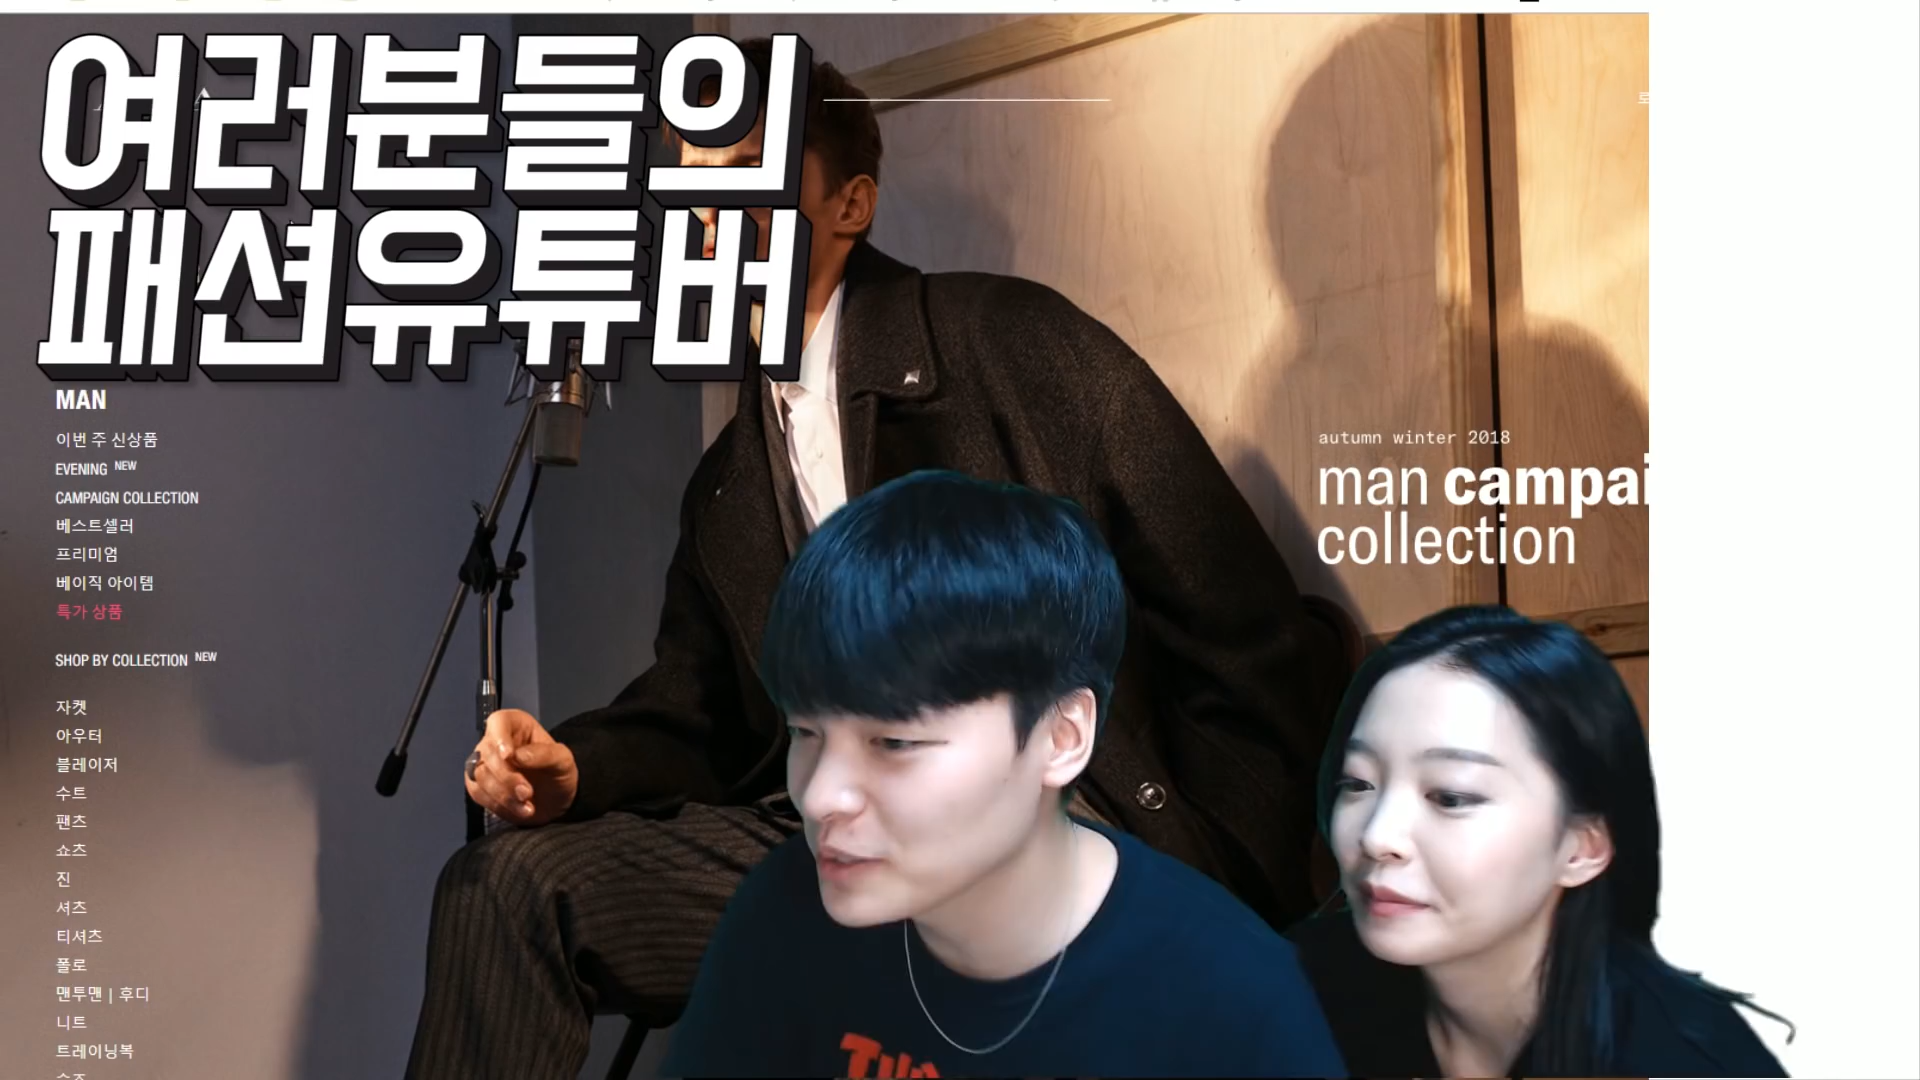 여러분들의
패션유튜버
MAN
이번 주 신상품
EVENING NEW
CAMPAIGN COLLECTION
베스트셀러
프리미엄
베이직 아이템
특가 상품
SHOP BY COLLECTION NEW
자켓
아우터
블레이저
수트
팬츠
쇼츠
진
셔츠
티셔츠
폴로
맨투맨 | 후디
니트
트레이닝복
autumn winter 2018
man campai
collection